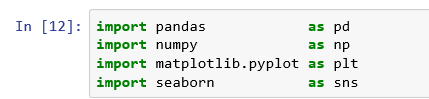 In [12]: import pandas            as pd
import numpy             as np
import matplotlib.pyplot as plt
import seaborn           as sns